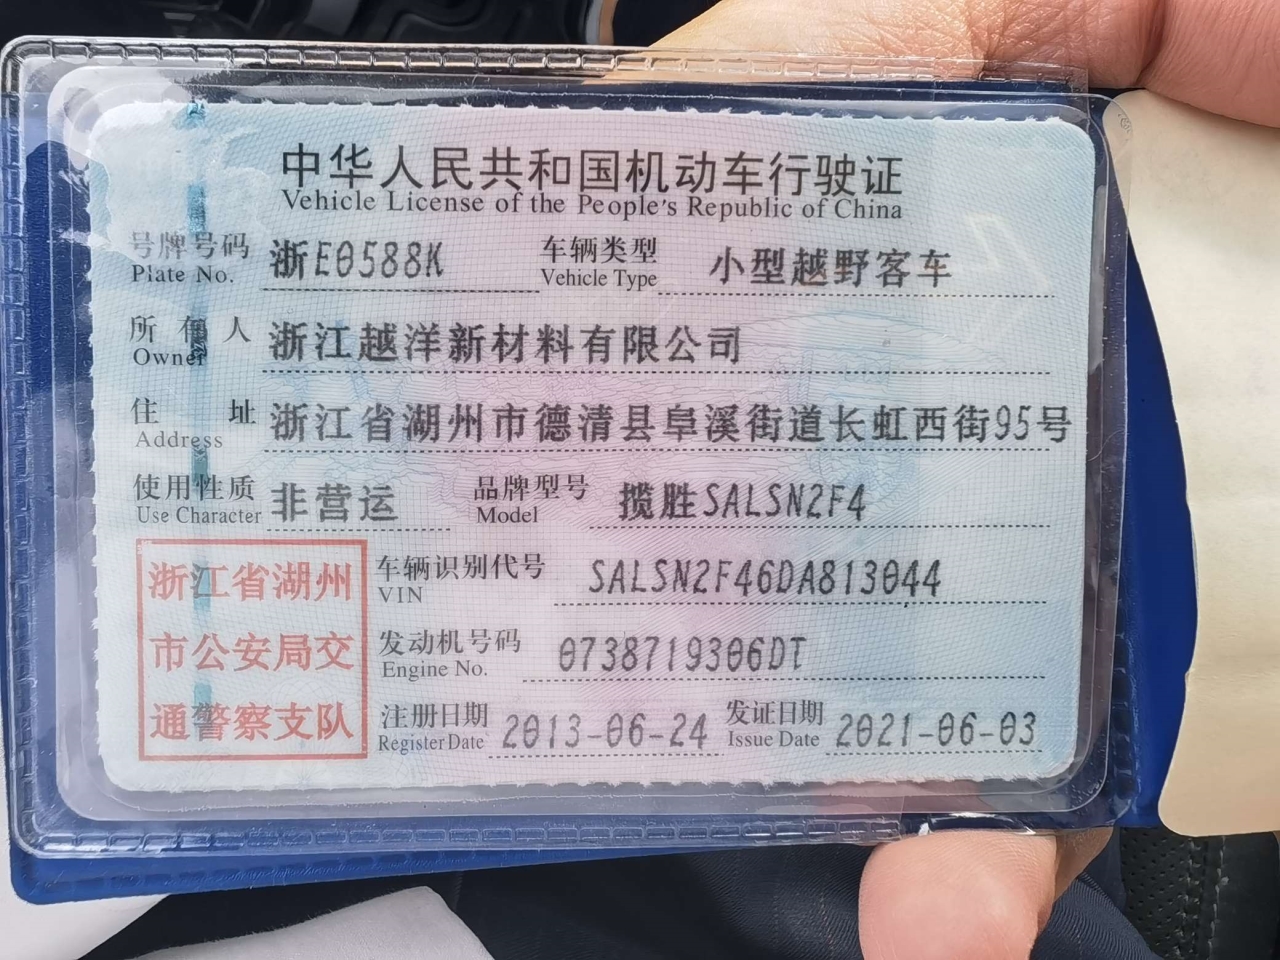 中华人民共和国机动车行驶证
Vehicle License of the People's Republic of China
号牌号码 浙E0588K 车辆类型 小型越野客车
Plate No. Vehicle Type
所有人 浙江越洋新材料有限公司
Owner
住址 浙江省湖州市德清县阜溪街道长虹西街95号
Address
使用性质 非营运 品牌型号 揽胜SALSN2F4
Use Character Model
浙江省湖州
市公安局交
通警察支队
车辆识别代号 SALSN2F46DA813044
VIN
发动机号码 0738719306DT
Engine No.
注册日期 2013-06-24 发证日期 2021-06-03
Register Date Issue Date